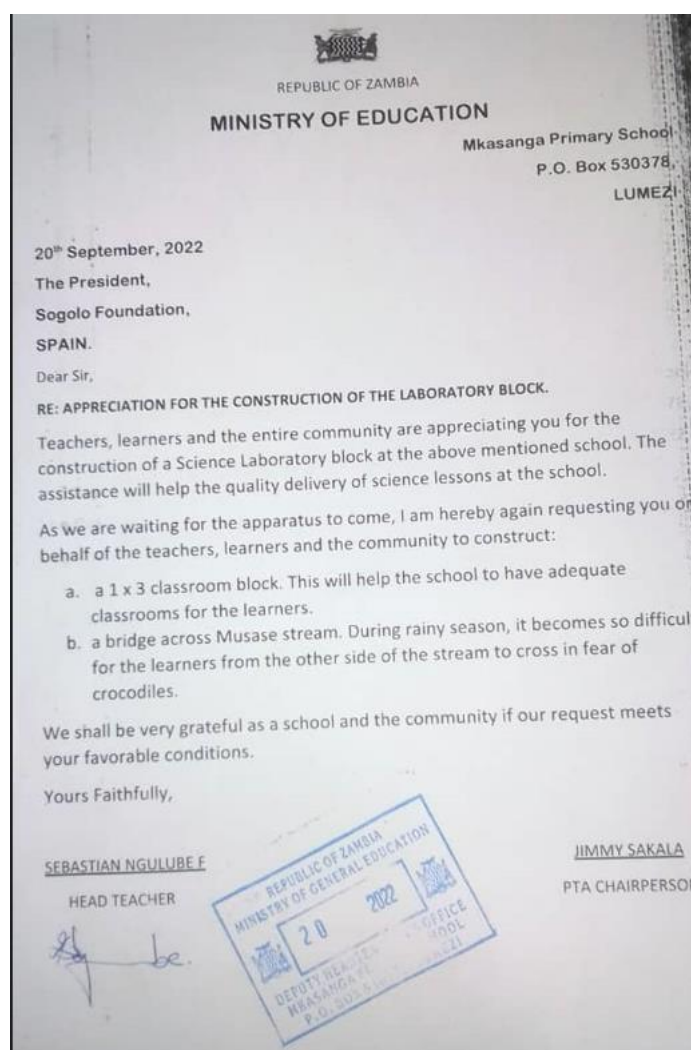 REPUBLIC OF ZAMBIA
MINISTRY OF EDUCATION
Mkasanga Primary School
P.O. Box 530378,
LUMEZI
20th September, 2022
The President,
Sogolo Foundation,
SPAIN.
Dear Sir,
RE: APPRECIATION FOR THE CONSTRUCTION OF THE LABORATORY BLOCK.
Teachers, learners and the entire community are appreciating you for the
construction of a Science Laboratory block at the above mentioned school. The
assistance will help the quality delivery of science lessons at the school.
As we are waiting for the apparatus to come, I am hereby again requesting you on
behalf of the teachers, learners and the community to construct:
a. a 1 x 3 classroom block. This will help the school to have adequate
classrooms for the learners.
b. a bridge across Musase stream. During rainy season, it becomes so difficul
for the learners from the other side of the stream to cross in fear of
crocodiles.
We shall be very grateful as a school and the community if our request meets
your favorable conditions.
Yours Faithfully,
SEBASTIAN NGULUBE F
HEAD TEACHER
JIMMY SAKALA
PTA CHAIRPERSON
REPUBLIC OF ZAMBIA
MINISTRY OF GENERAL EDUCATION
20 2022
DEPUTY OFFICE
MKASANGA
P.O.